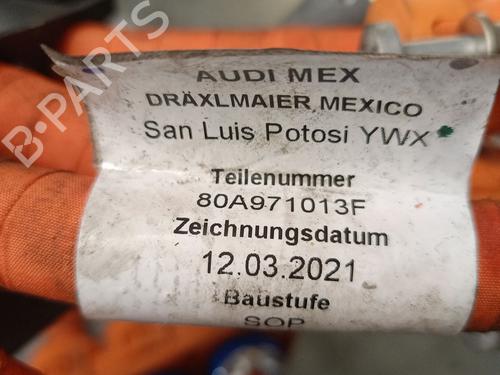 B-PARTS
AUDI MEX
DRÄXLMAIER MEXICO
San Luis Potosi YWX
Teilenummer
80A971013F
Zeichnungsdatum
12.03.2021
Baustufe
SOP